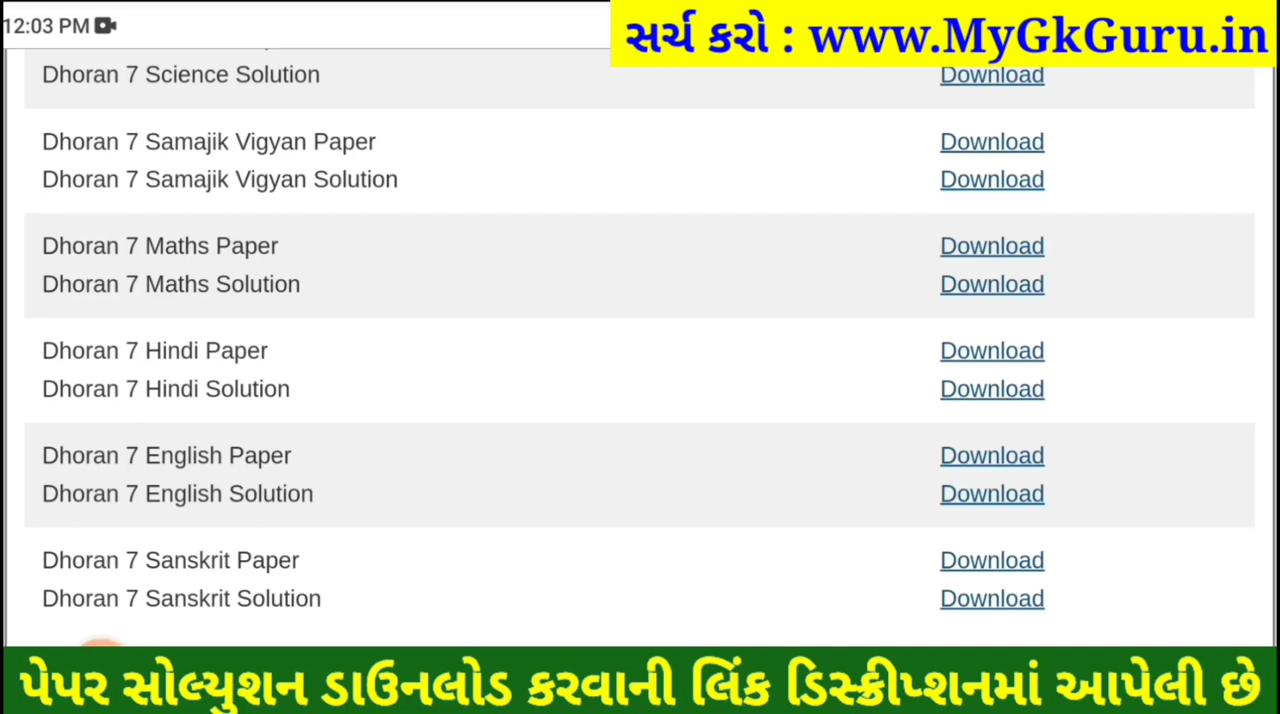 12:03 PM
સર્ચ કરો : www.MyGkGuru.in
Dhoran 7 Science Solution Download
Dhoran 7 Samajik Vigyan Paper Download
Dhoran 7 Samajik Vigyan Solution Download
Dhoran 7 Maths Paper Download
Dhoran 7 Maths Solution Download
Dhoran 7 Hindi Paper Download
Dhoran 7 Hindi Solution Download
Dhoran 7 English Paper Download
Dhoran 7 English Solution Download
Dhoran 7 Sanskrit Paper Download
Dhoran 7 Sanskrit Solution Download
પેપર સોલ્યુશન ડાઉનલોડ કરવાની લિંક ડિસ્ક્રીપ્શનમાં આપેલી છે